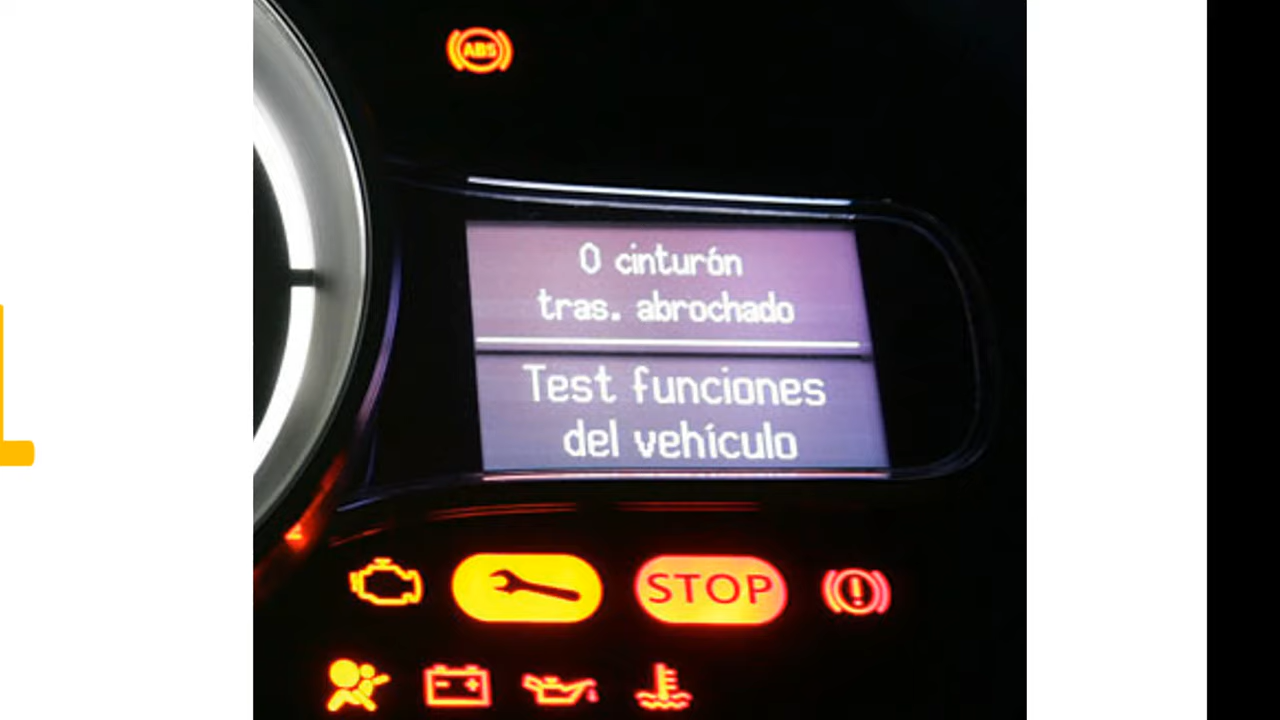 ABS
0 cinturón
tras. abrochado
Test funciones
del vehículo
STOP